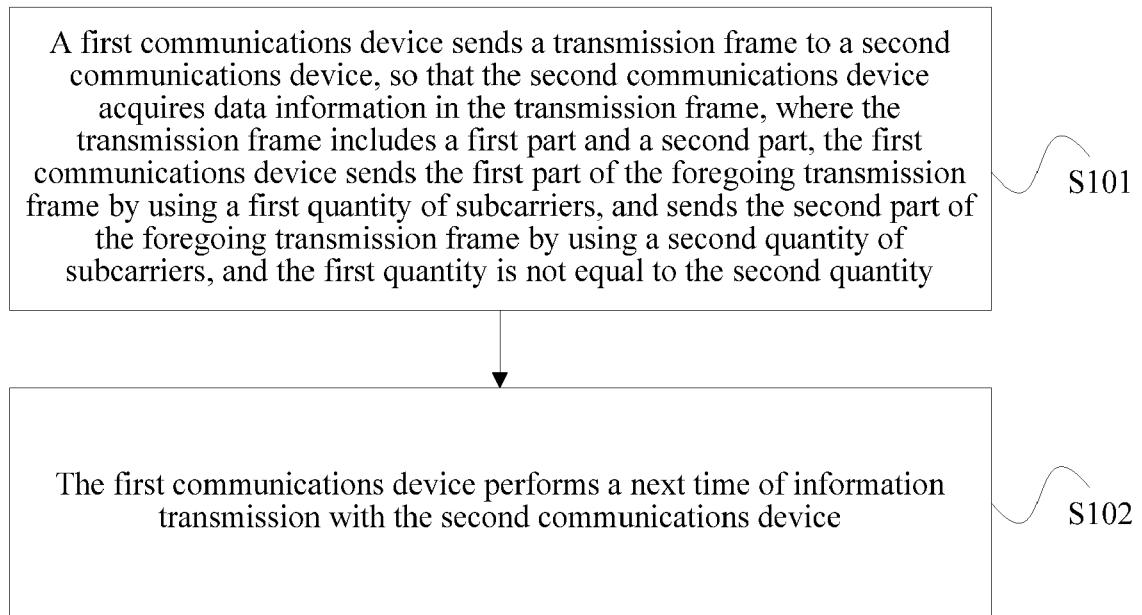 A first communications device sends a transmission frame to a second
communications device, so that the second communications device
acquires data information in the transmission frame, where the
transmission frame includes a first part and a second part, the first
communications device sends the first part of the foregoing transmission
frame by using a first quantity of subcarriers, and sends the second part of
the foregoing transmission frame by using a second quantity of
subcarriers, and the first quantity is not equal to the second quantity
S101
The first communications device performs a next time of information
transmission with the second communications device
S102